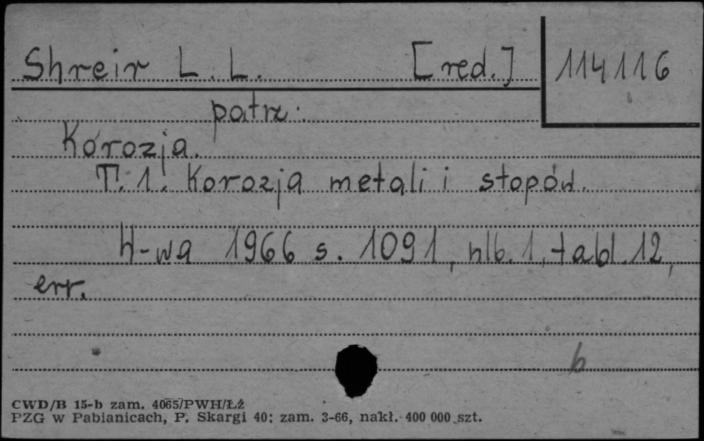 Shreir L. L. [red.] 114116
patrz.
Korozja.
T. 1. Korozja metali i stopów.
W-wa 1966 s. 1091, nlb. 1, tabl. 12,
err.
b
CWD/B 15-b zam. 4065/PWH/Łż
PZG w Pabianicach, P. Skargi 40; zam. 3-66, nakł. 400 000 szt.